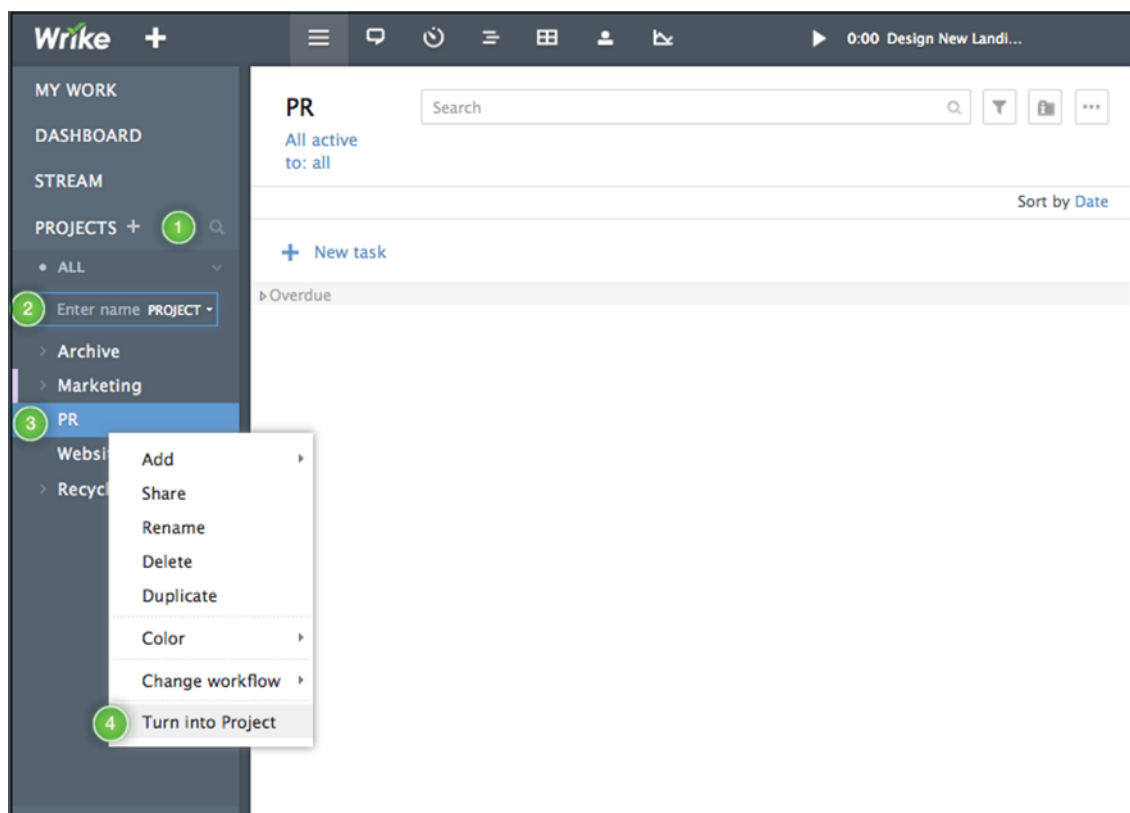 Wrike +
0:00 Design New Landi...
MY WORK
DASHBOARD
STREAM
PROJECTS + 1
ALL
2 Enter name PROJECT
Archive
Marketing
3 PR
Websi
Recycl
PR
Search
All active
to: all
Sort by Date
+ New task
Overdue
Add
Share
Rename
Delete
Duplicate
Color
Change workflow
4 Turn into Project